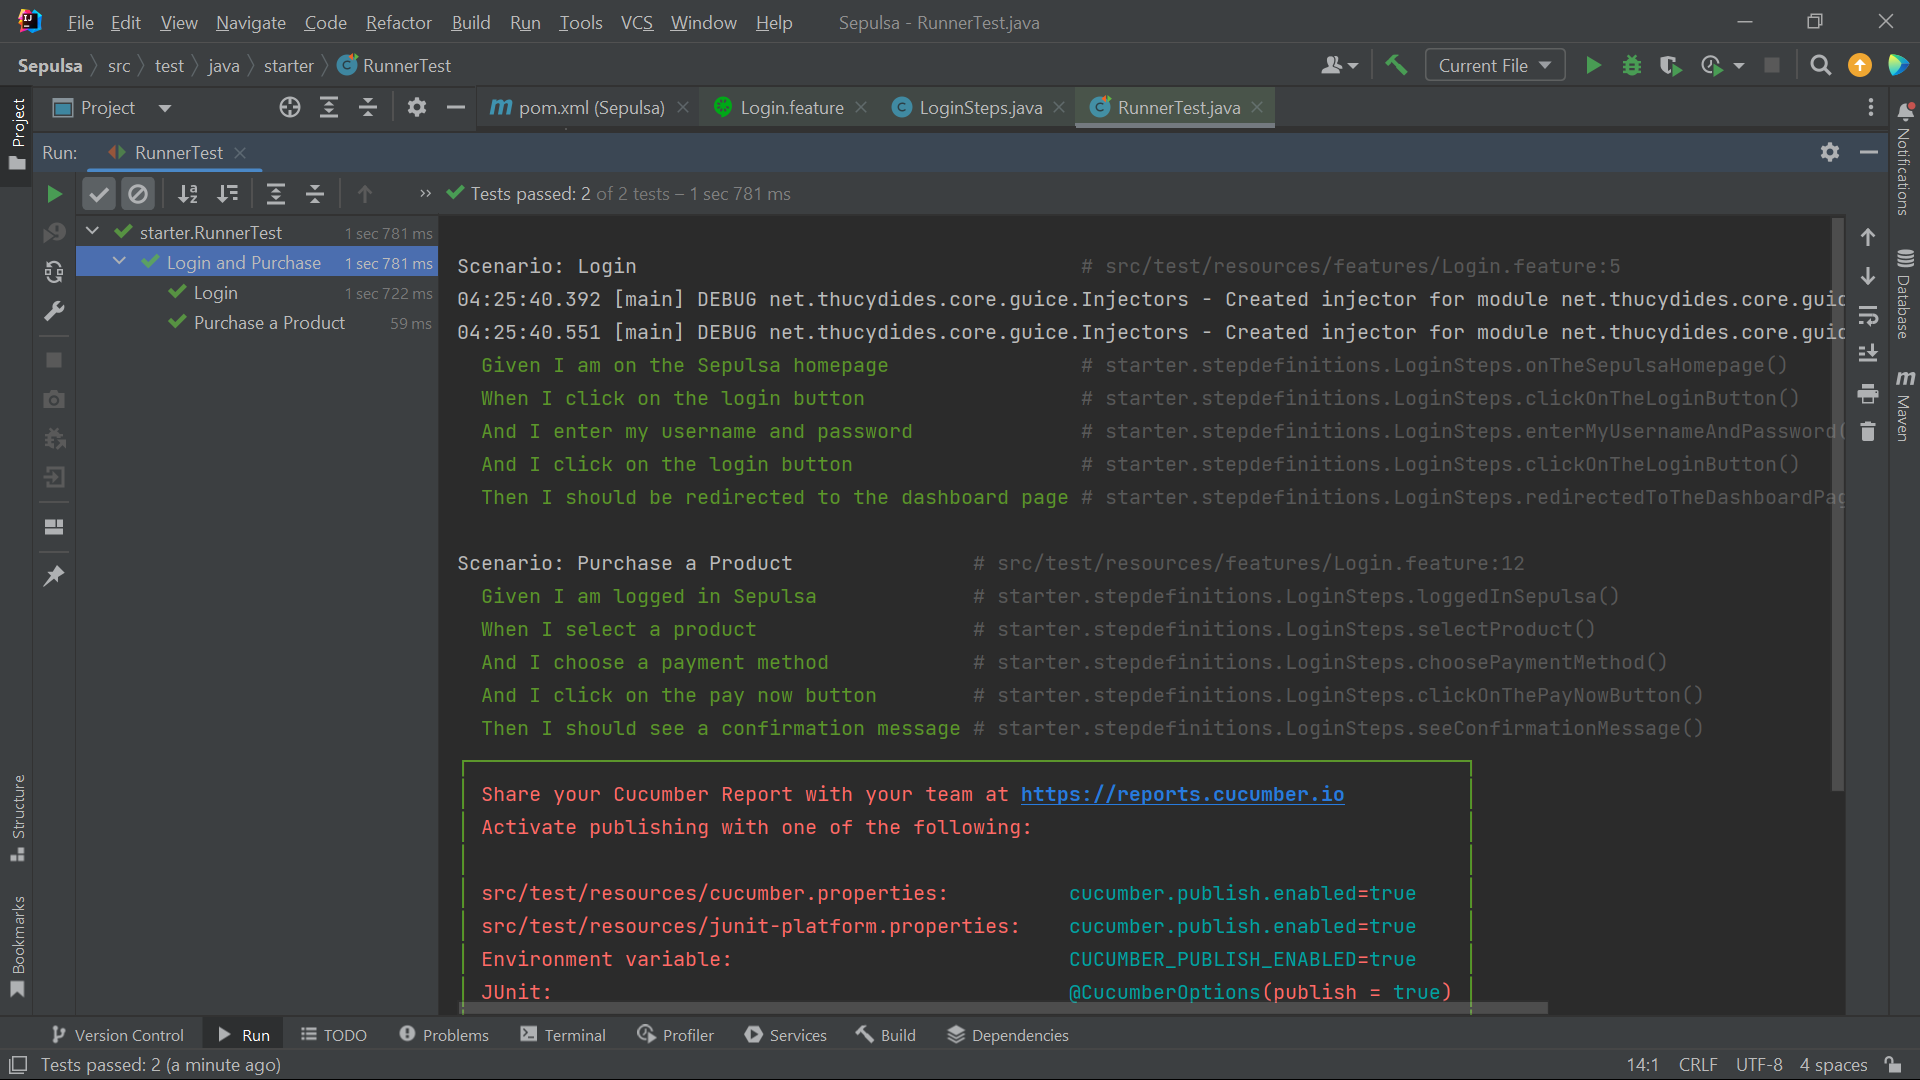 File Edit View Navigate Code Refactor Build Run Tools VCS Window Help Sepulsa - RunnerTest.java
Sepulsa src test java starter RunnerTest Current File
Project pom.xml (Sepulsa) Login.feature LoginSteps.java RunnerTest.java
Run: RunnerTest
Tests passed: 2 of 2 tests – 1 sec 781 ms
starter.RunnerTest 1 sec 781 ms
Login and Purchase 1 sec 781 ms
Login 1 sec 722 ms
Purchase a Product 59 ms
Scenario: Login # src/test/resources/features/Login.feature:5
04:25:40.392 [main] DEBUG net.thucydides.core.guice.Injectors - Created injector for module net.thucydides.core.guic
04:25:40.551 [main] DEBUG net.thucydides.core.guice.Injectors - Created injector for module net.thucydides.core.guic
Given I am on the Sepulsa homepage # starter.stepdefinitions.LoginSteps.onTheSepulsaHomepage()
When I click on the login button # starter.stepdefinitions.LoginSteps.clickOnTheLoginButton()
And I enter my username and password # starter.stepdefinitions.LoginSteps.enterMyUsernameAndPassword(
And I click on the login button # starter.stepdefinitions.LoginSteps.clickOnTheLoginButton()
Then I should be redirected to the dashboard page # starter.stepdefinitions.LoginSteps.redirectedToTheDashboardPag
Scenario: Purchase a Product # src/test/resources/features/Login.feature:12
Given I am logged in Sepulsa # starter.stepdefinitions.LoginSteps.loggedInSepulsa()
When I select a product # starter.stepdefinitions.LoginSteps.selectProduct()
And I choose a payment method # starter.stepdefinitions.LoginSteps.choosePaymentMethod()
And I click on the pay now button # starter.stepdefinitions.LoginSteps.clickOnThePayNowButton()
Then I should see a confirmation message # starter.stepdefinitions.LoginSteps.seeConfirmationMessage()
Share your Cucumber Report with your team at https://reports.cucumber.io
Activate publishing with one of the following:
src/test/resources/cucumber.properties: cucumber.publish.enabled=true
src/test/resources/junit-platform.properties: cucumber.publish.enabled=true
Environment variable: CUCUMBER_PUBLISH_ENABLED=true
JUnit: @CucumberOptions(publish = true)
Project
Structure
Bookmarks
Notifications
Database
Maven
Version Control Run TODO Problems Terminal Profiler Services Build Dependencies
Tests passed: 2 (a minute ago) 14:1 CRLF UTF-8 4 spaces